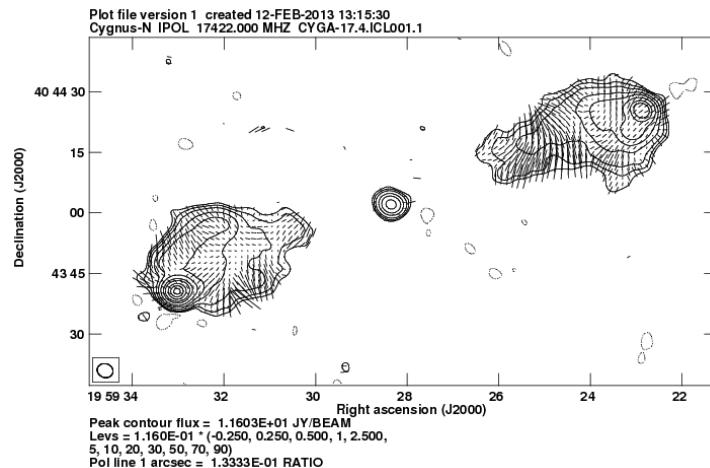 Plot file version 1 created 12-FEB-2013 13:15:30
Cygnus-N IPOL 17422.000 MHZ CYGA-17.4.ICL001.1
40 44 30
15
00
43 45
30
Declination (J2000)
19 59 34 32 30 28 26 24 22
Right ascension (J2000)
Peak contour flux = 1.1603E+01 JY/BEAM
Levs = 1.160E-01 * (-0.250, 0.250, 0.500, 1, 2.500,
5, 10, 20, 30, 50, 70, 90)
Pol line 1 arcsec = 1.3333E-01 RATIO